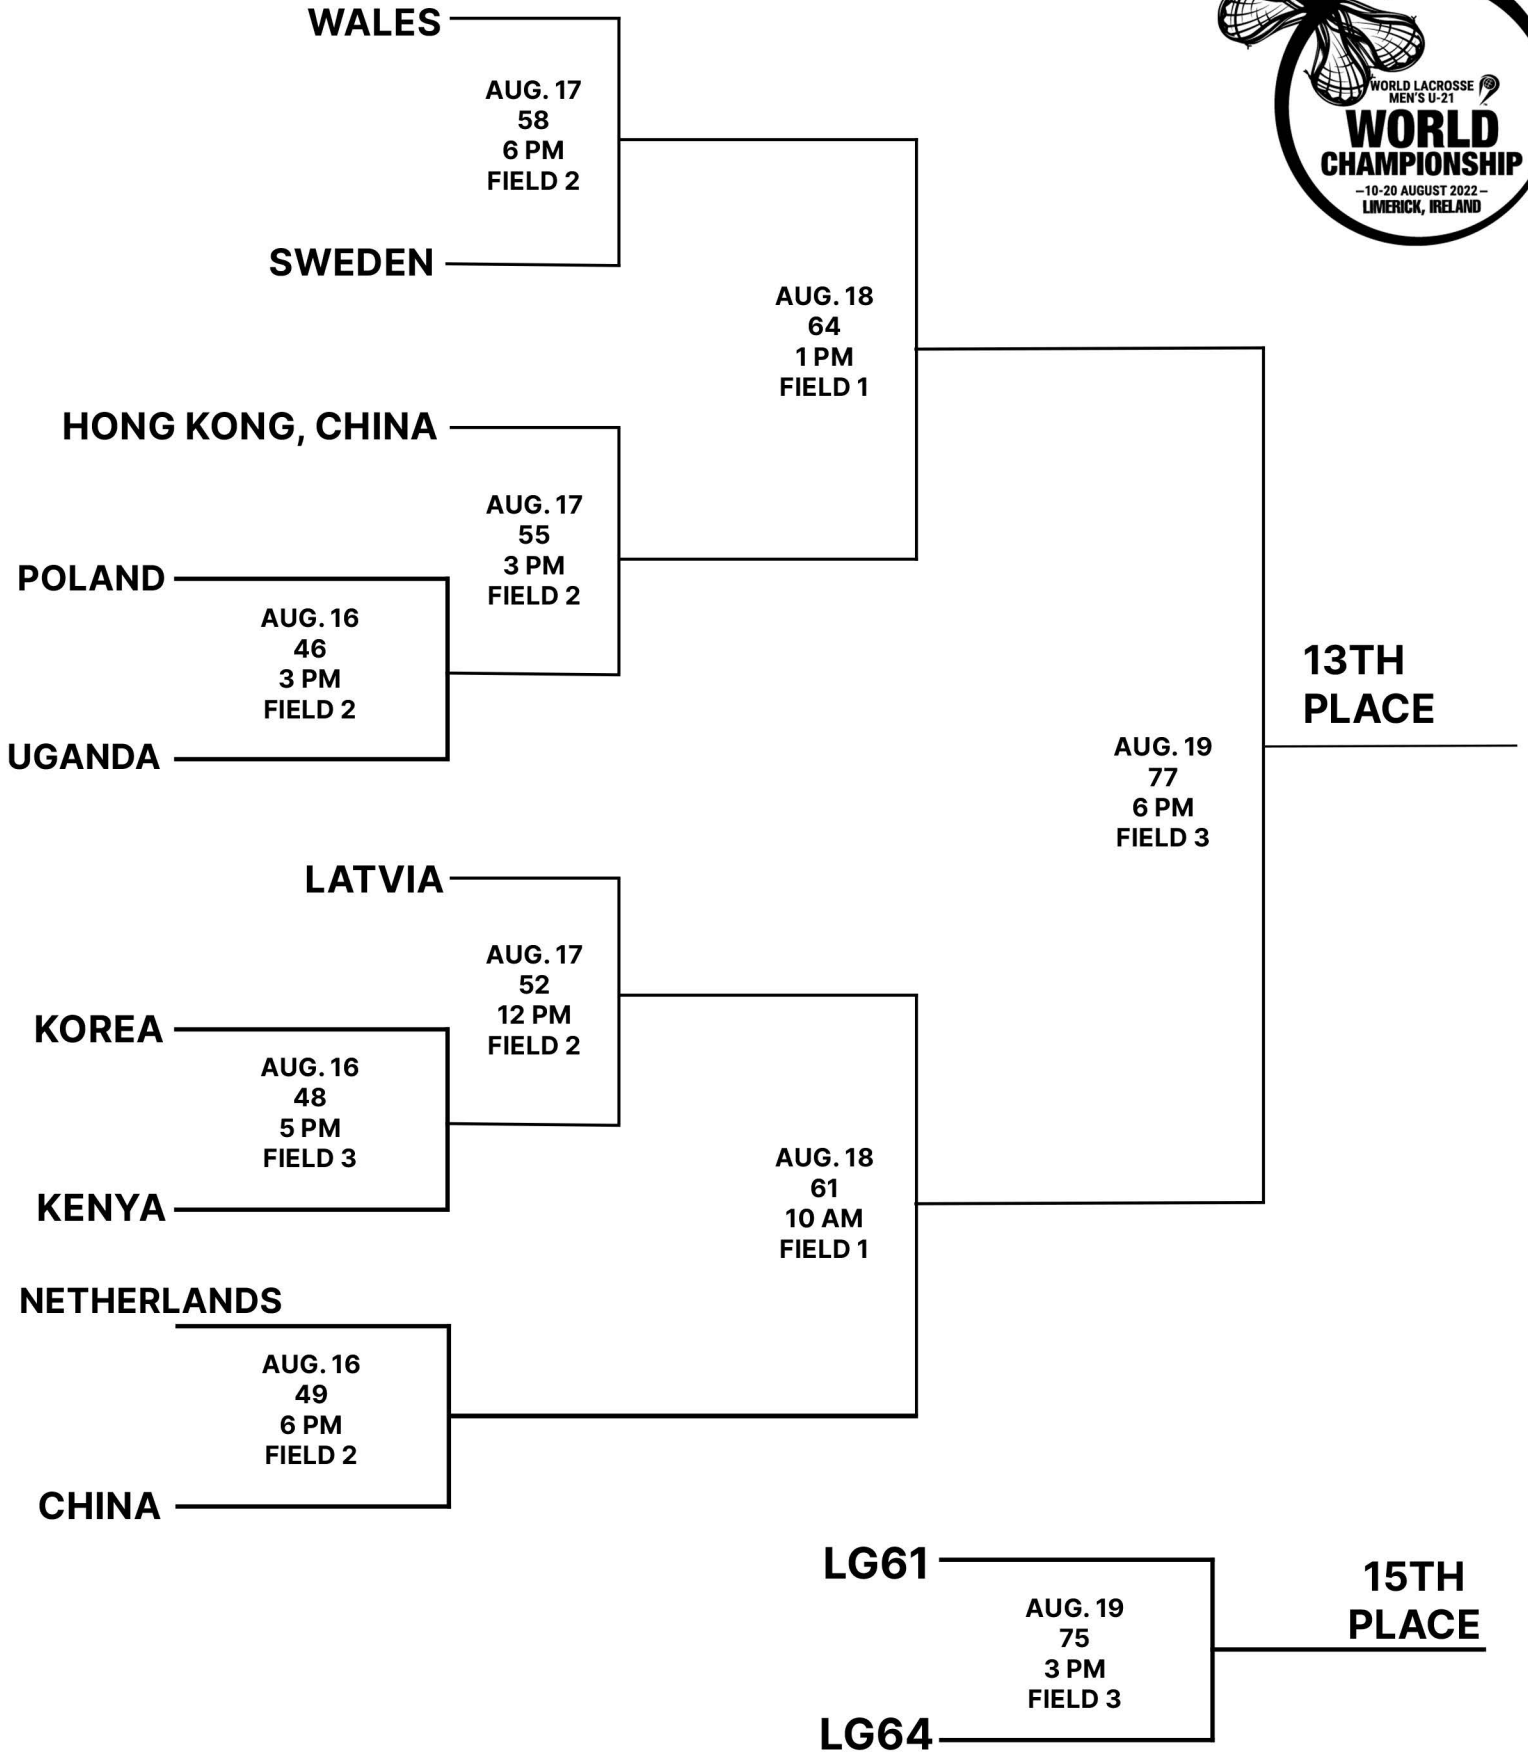 WALES
AUG. 17
58
6 PM
FIELD 2
SWEDEN
WORLD LACROSSE
MEN'S U-21
WORLD
CHAMPIONSHIP
–10-20 AUGUST 2022–
LIMERICK, IRELAND
AUG. 18
64
1 PM
FIELD 1
HONG KONG, CHINA
AUG. 17
55
3 PM
FIELD 2
POLAND
AUG. 16
46
3 PM
FIELD 2
UGANDA
13TH
PLACE
AUG. 19
77
6 PM
FIELD 3
LATVIA
AUG. 17
52
12 PM
FIELD 2
KOREA
AUG. 16
48
5 PM
FIELD 3
KENYA
AUG. 18
61
10 AM
FIELD 1
NETHERLANDS
AUG. 16
49
6 PM
FIELD 2
CHINA
LG61
AUG. 19
75
3 PM
FIELD 3
LG64
15TH
PLACE